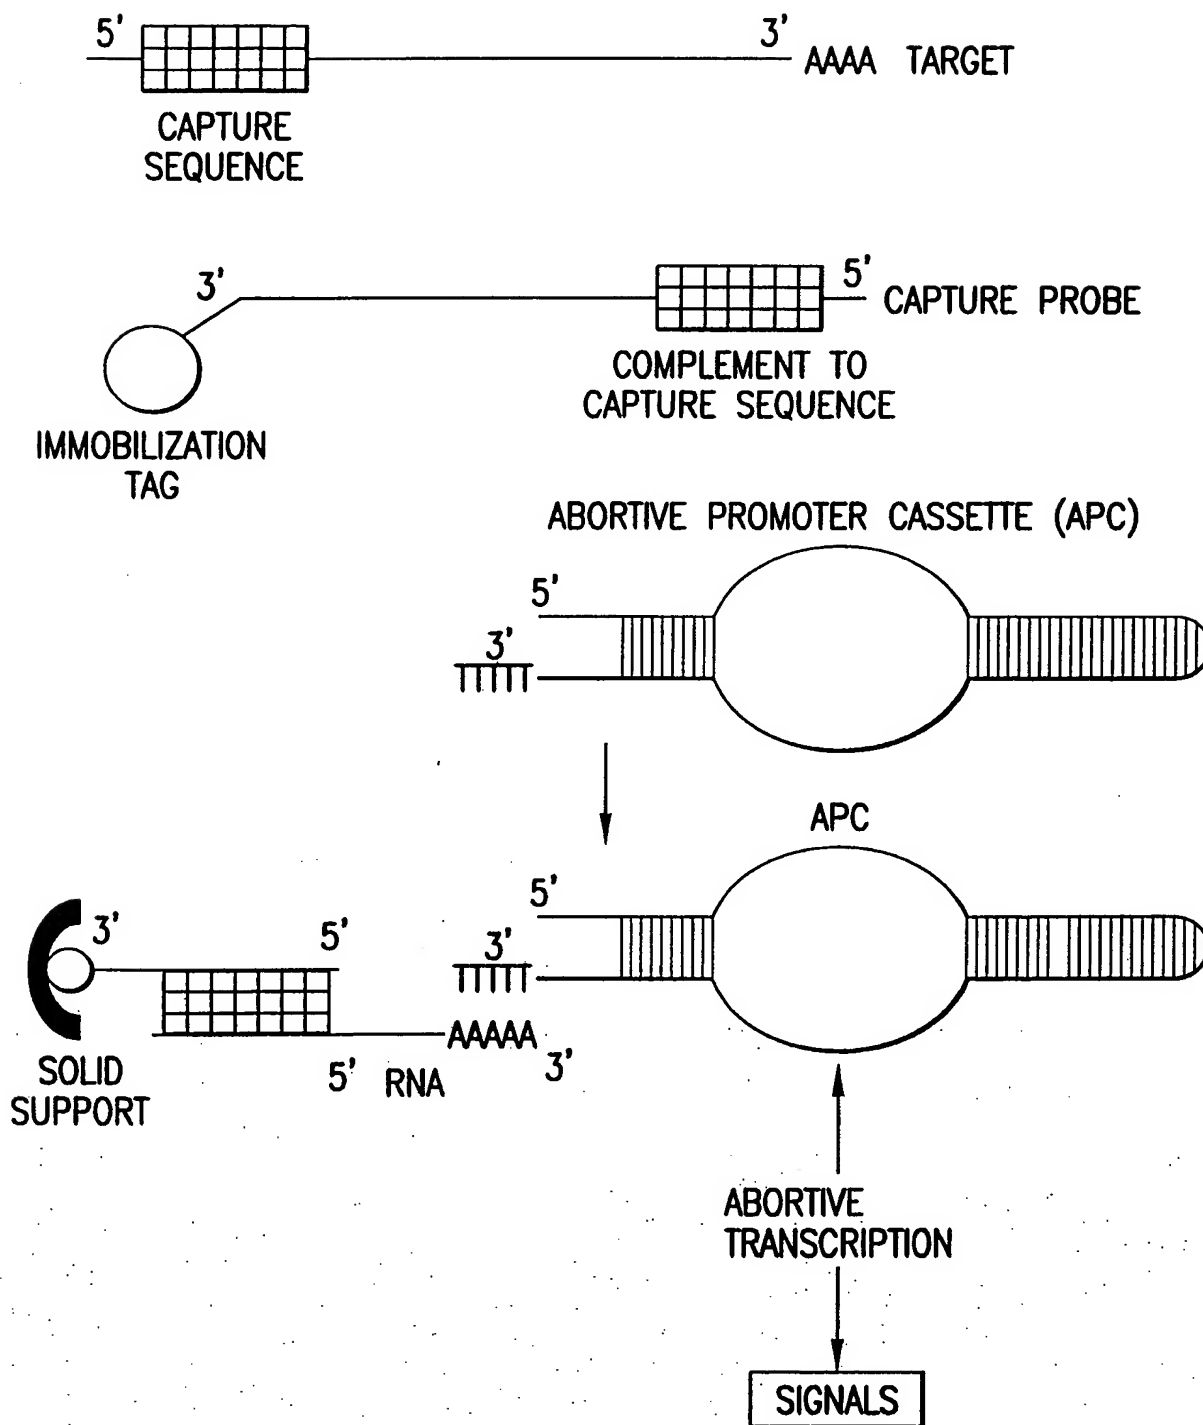 5' 3'
AAAA TARGET
CAPTURE
SEQUENCE
3' 5'
CAPTURE PROBE
COMPLEMENT TO
CAPTURE SEQUENCE
IMMOBILIZATION
TAG
ABORTIVE PROMOTER CASSETTE (APC)
5'
3'
TTTTT
APC
5'
3' 5' 3'
TTTTT
AAAAA
5' RNA 3'
SOLID
SUPPORT
ABORTIVE
TRANSCRIPTION
SIGNALS